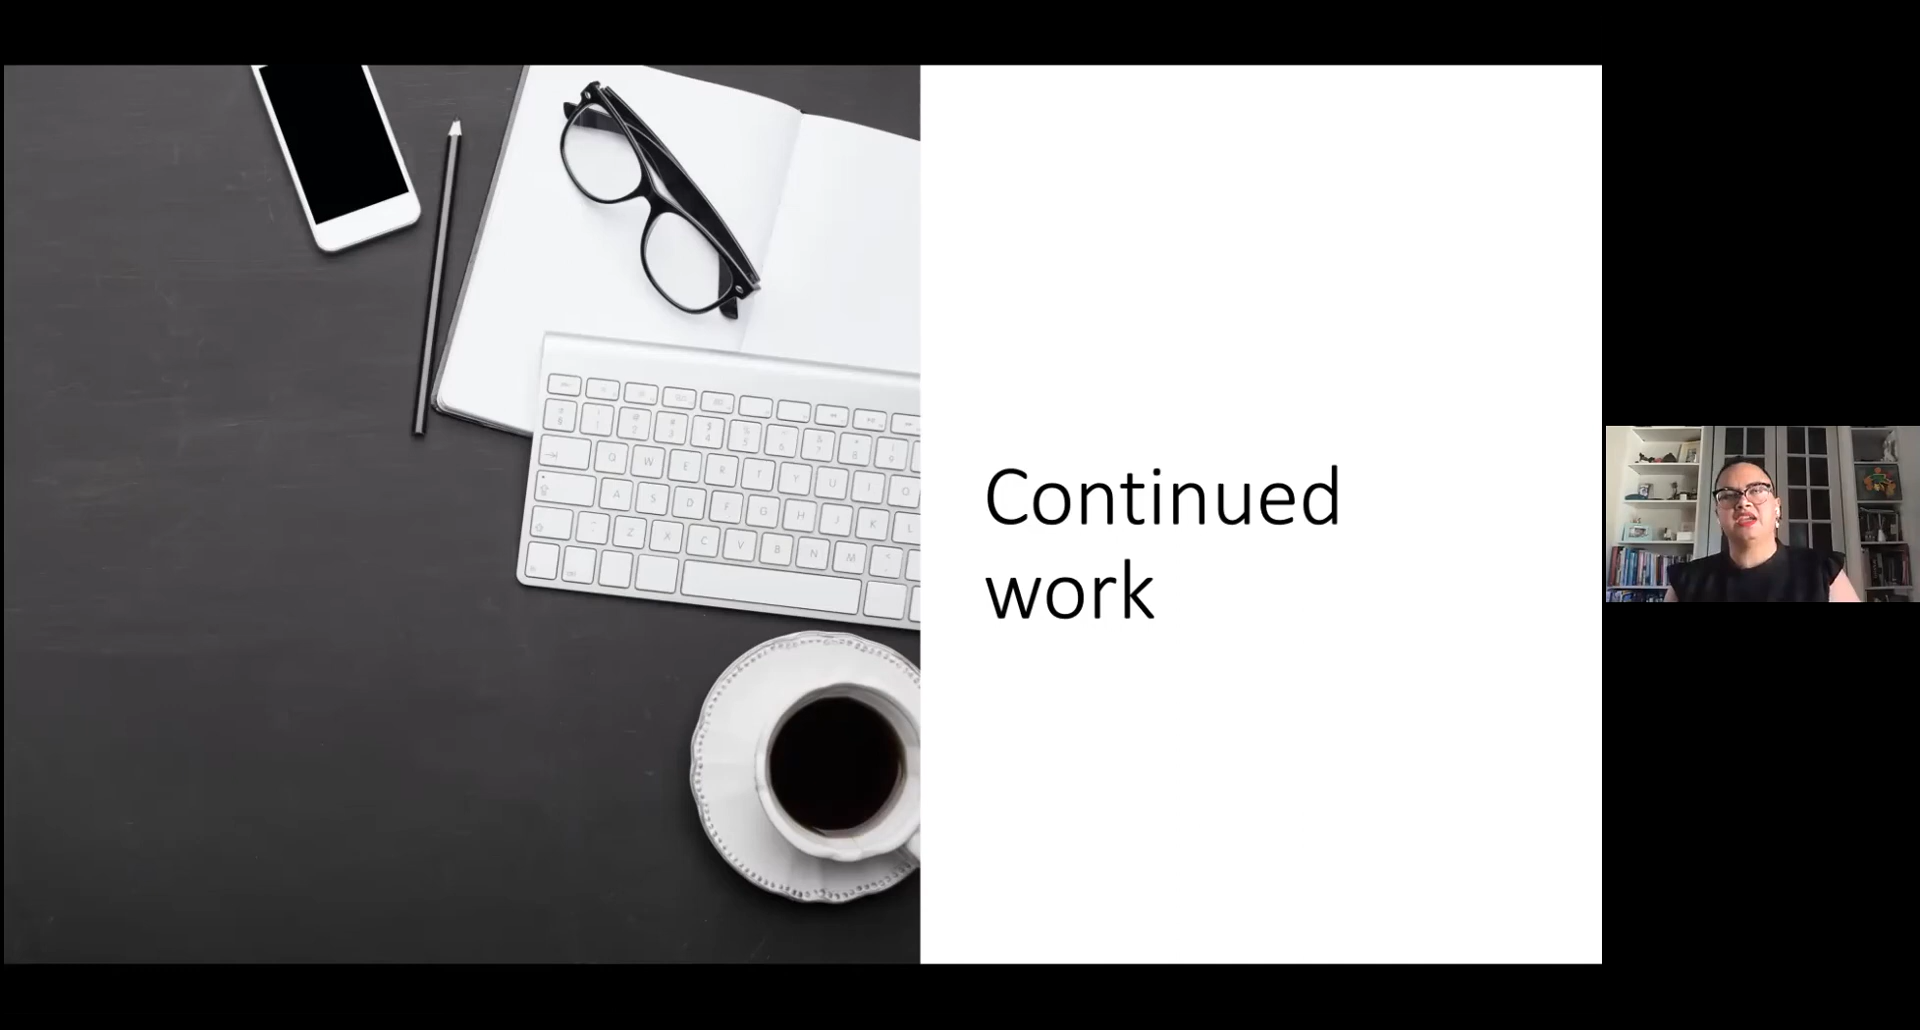 Continued
work
Q W E R T Y U I O
A S D F G H J K L
Z X C V B N M